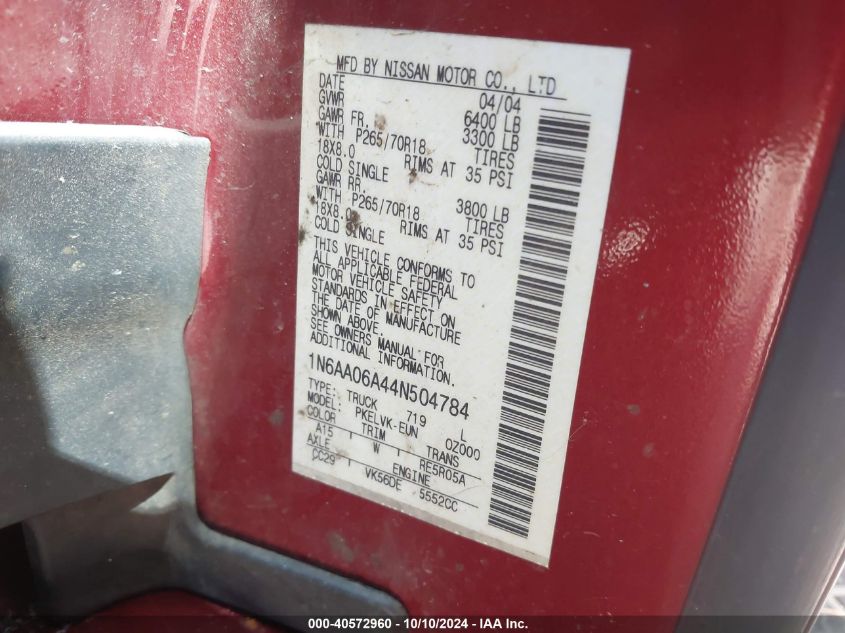 MFD BY NISSAN MOTOR CO., LTD
DATE 04/04
GVWR 6400 LB
GAWR FR. 3300 LB
WITH P265/70R18 TIRES
18X8.0 RIMS AT 35 PSI
COLD SINGLE
GAWR RR. 3800 LB
WITH P265/70R18 TIRES
18X8.0 RIMS AT 35 PSI
COLD SINGLE
THIS VEHICLE CONFORMS TO
ALL APPLICABLE FEDERAL
MOTOR VEHICLE SAFETY
STANDARDS IN EFFECT ON
THE DATE OF MANUFACTURE
SHOWN ABOVE.
SEE OWNERS MANUAL FOR
ADDITIONAL INFORMATION.
1N6AA06A44N504784
TYPE: TRUCK 719 L
MODEL: PKELVK-EUN 0Z000
COLOR TRIM TRANS
A15 W RE5R05A
AXLE ENGINE
CC29 VK56DE 5552CC
000-40572960 - 10/10/2024 - IAA Inc.